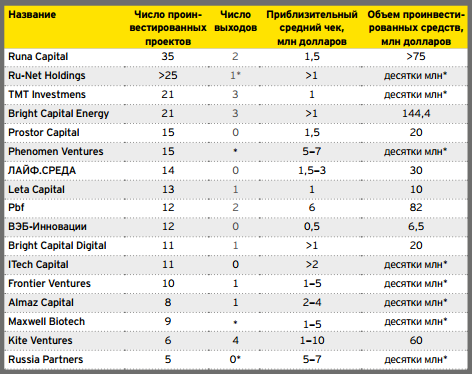 Название Число проин- Число Приблизительный Объем проинвести-
вестированных выходов средний чек, рованных средств,
проектов млн долларов млн долларов
Runa Capital 35 2 1,5 >75
Ru-Net Holdings >25 1* >1 десятки млн*
TMT Investmens 21 3 1 десятки млн*
Bright Capital Energy 21 3 >1 144,4
Prostor Capital 15 0 1,5 20
Phenomen Ventures 15 * 5–7 десятки млн*
ЛАЙФ.СРЕДА 14 0 1,5–3 30
Leta Capital 13 1 1 10
Pbf 12 2 6 82
ВЭБ-Инновации 12 0 0,5 6,5
Bright Capital Digital 11 1 >1 20
ITech Capital 11 0 >2 десятки млн*
Frontier Ventures 10 1 1–5 десятки млн*
Almaz Capital 8 1 2–4 десятки млн*
Maxwell Biotech 9 * 1–5 десятки млн*
Kite Ventures 6 4 1–10 60
Russia Partners 5 0* 5–7 десятки млн*